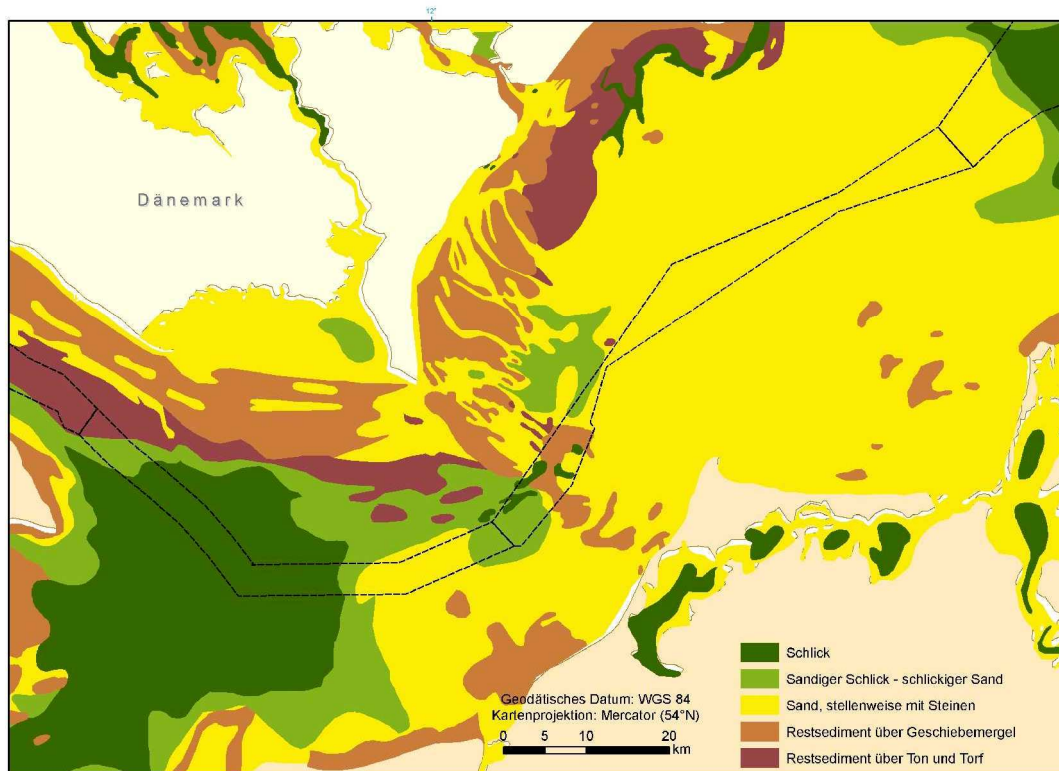 12°
Dänemark
Schlick
Sandiger Schlick - schlickiger Sand
Sand, stellenweise mit Steinen
Restsediment über Geschiebemergel
Restsediment über Ton und Torf
Geodätisches Datum: WGS 84
Kartenprojektion: Mercator (54°N)
0 5 10 20
km